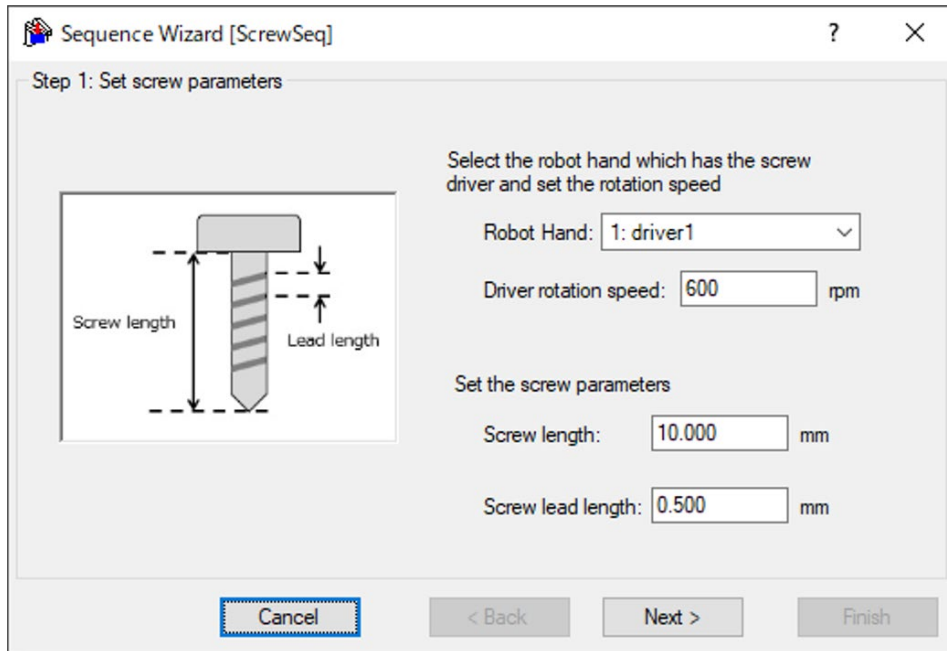 Sequence Wizard [ScrewSeq]
?
Step 1: Set screw parameters
Select the robot hand which has the screw
driver and set the rotation speed
Robot Hand: 1: driver1
Driver rotation speed: 600 rpm
Screw length
Lead length
Set the screw parameters
Screw length: 10.000 mm
Screw lead length: 0.500 mm
Cancel
< Back
Next >
Finish